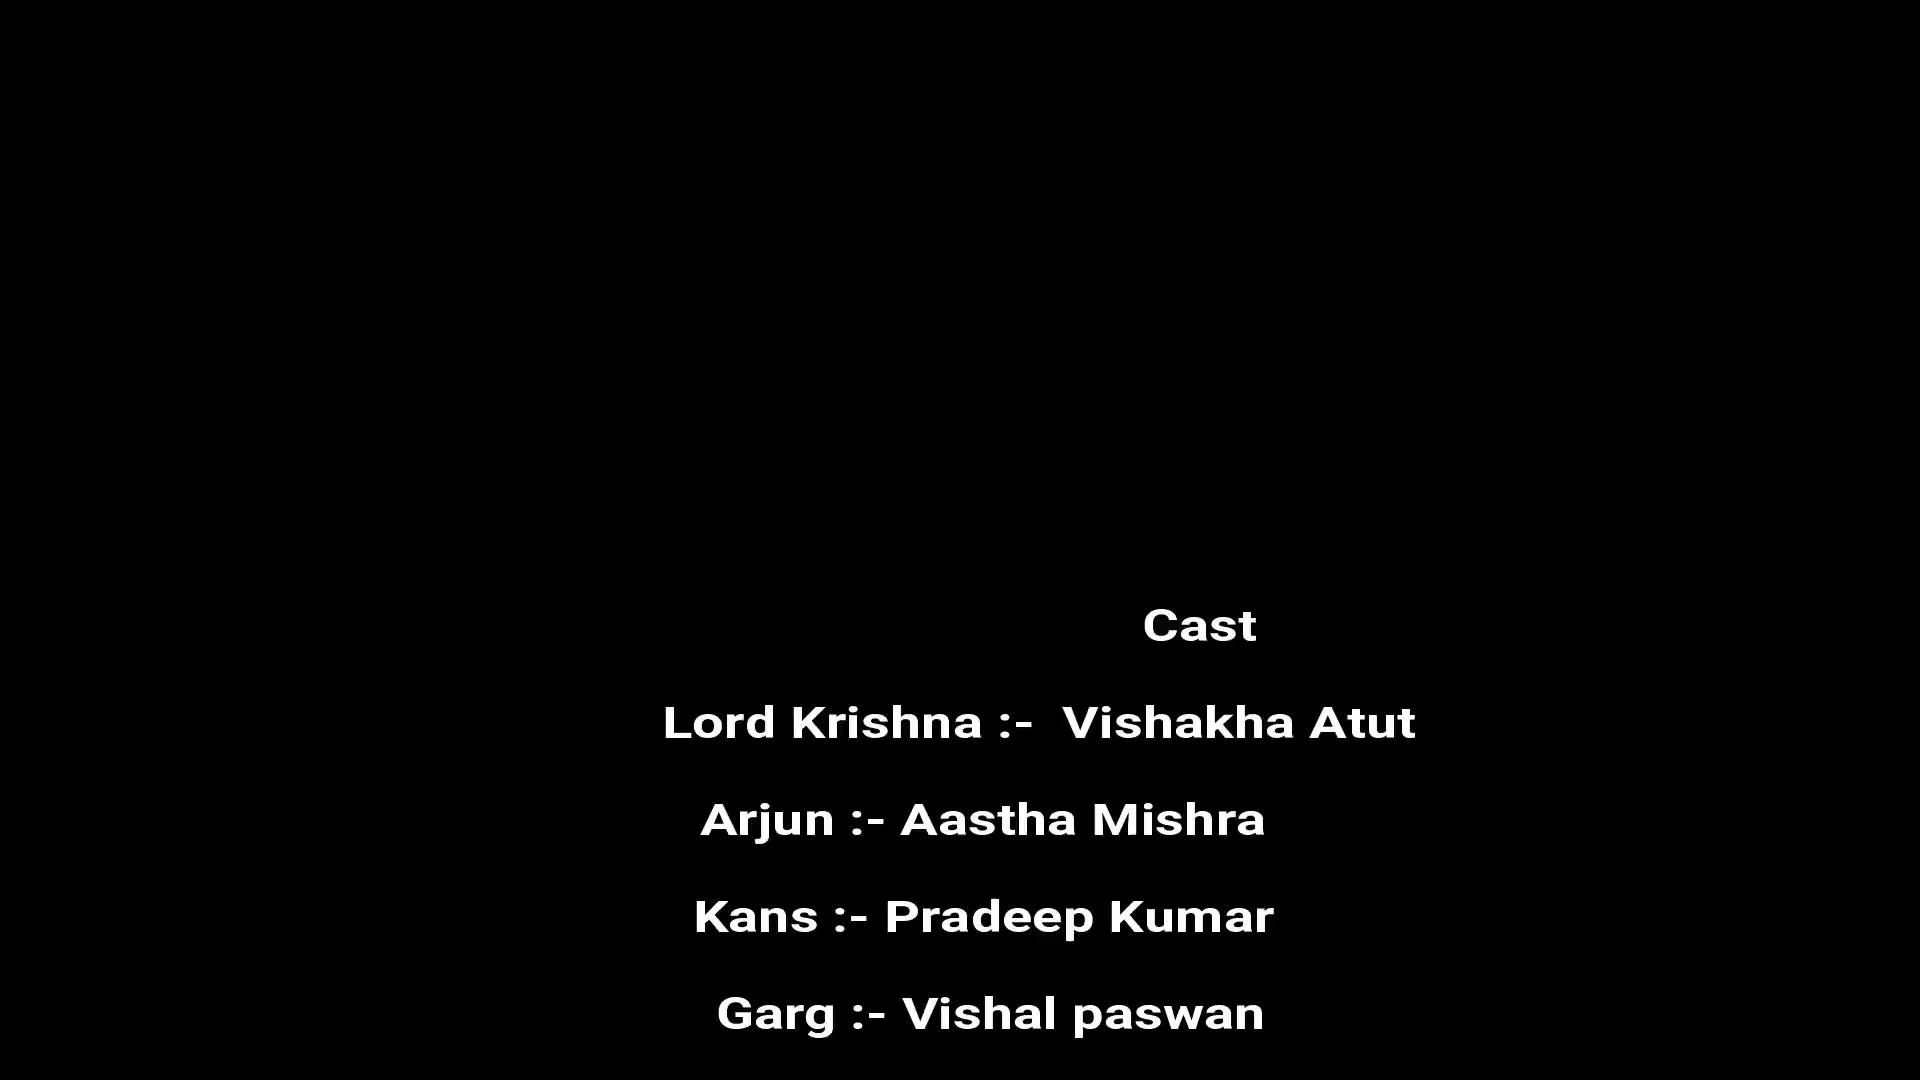 Cast
Lord Krishna :-  Vishakha Atut
Arjun :- Aastha Mishra
Kans :- Pradeep Kumar
Garg :- Vishal paswan